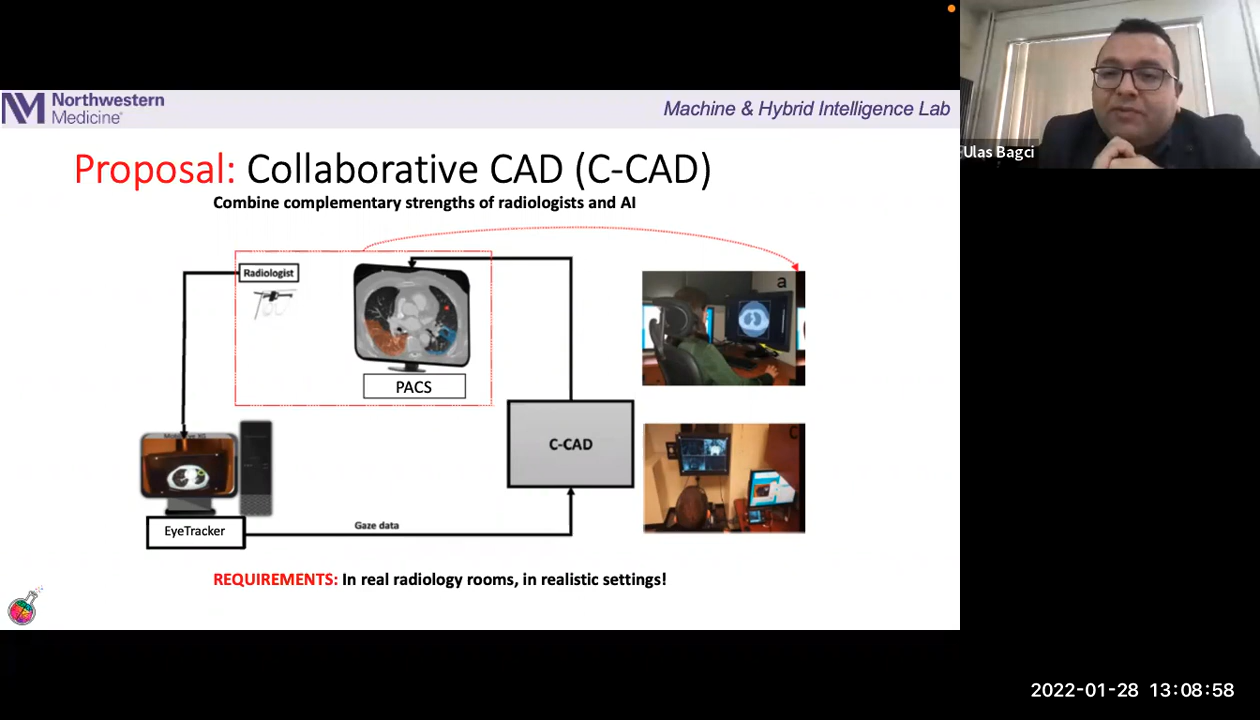 Northwestern
Medicine®
Machine & Hybrid Intelligence Lab
Ulas Bagci
Proposal: Collaborative CAD (C-CAD)
Combine complementary strengths of radiologists and AI
Radiologist
PACS
a
C-CAD
EyeTracker
Gaze data
REQUIREMENTS: In real radiology rooms, in realistic settings!
2022-01-28 13:08:58